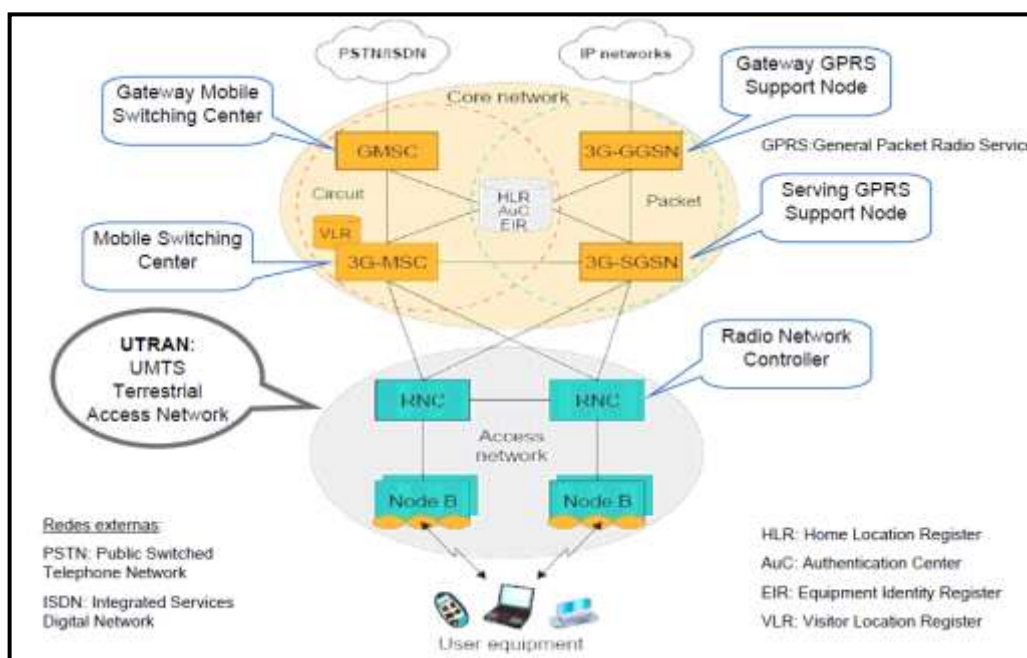 PSTN/ISDN
IP networks
Gateway Mobile
Switching Center
Gateway GPRS
Support Node
Core network
GMSC
3G-GGSN
GPRS:General Packet Radio Service
Circuit
HLR
AuC
EIR
Packet
Serving GPRS
Support Node
VLR
Mobile Switching
Center
3G-MSC
3G-SGSN
UTRAN:
UMTS
Terrestrial
Access Network
Radio Network
Controller
RNC
RNC
Access
network
Node B
Node B
Redes externas:
PSTN: Public Switched
Telephone Network
ISDN: Integrated Services
Digital Network
HLR: Home Location Register
AuC: Authentication Center
EIR: Equipment Identity Register
VLR: Visitor Location Register
User equipment